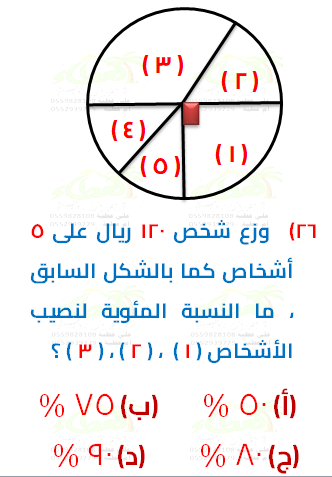 (٣)
(٢)
(٤)
(١)
(٥)
٢٦) وزع شخص ١٢٠ ريال على ٥
أشخاص كما بالشكل السابق
، ما النسبة المئوية لنصيب
الأشخاص (١) ، (٢) ، (٣) ؟
(أ) ٥٠ % (ب) ٧٥ %
(ج) ٨٠ % (د) ٩٠ %